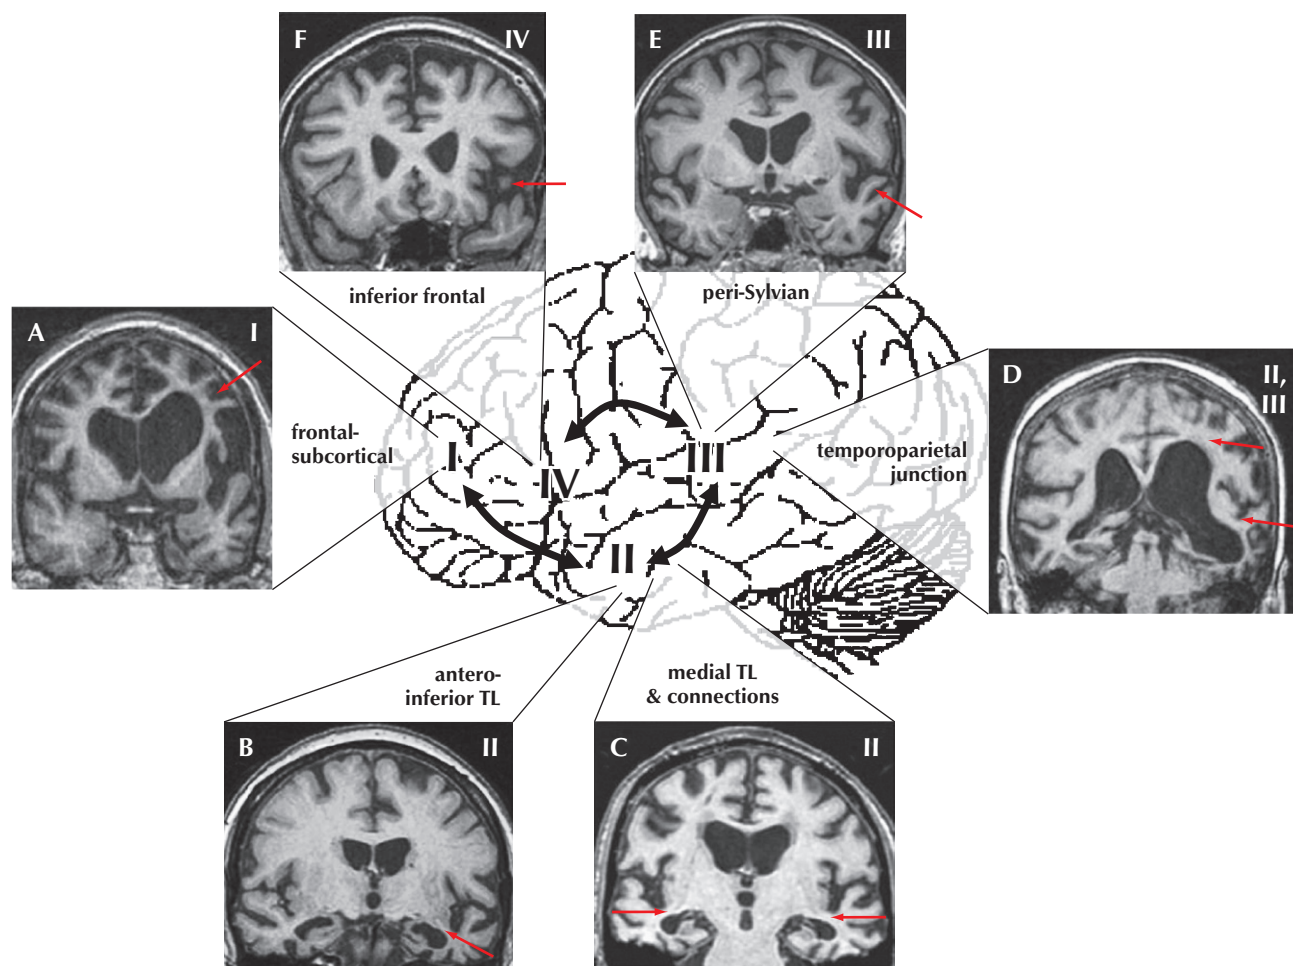 F
IV
E
III
inferior frontal
peri-Sylvian
A
I
D
II,
III
frontal-
subcortical
I
IV
III
temporoparietal
junction
II
antero-
inferior TL
medial TL
& connections
B
II
C
II